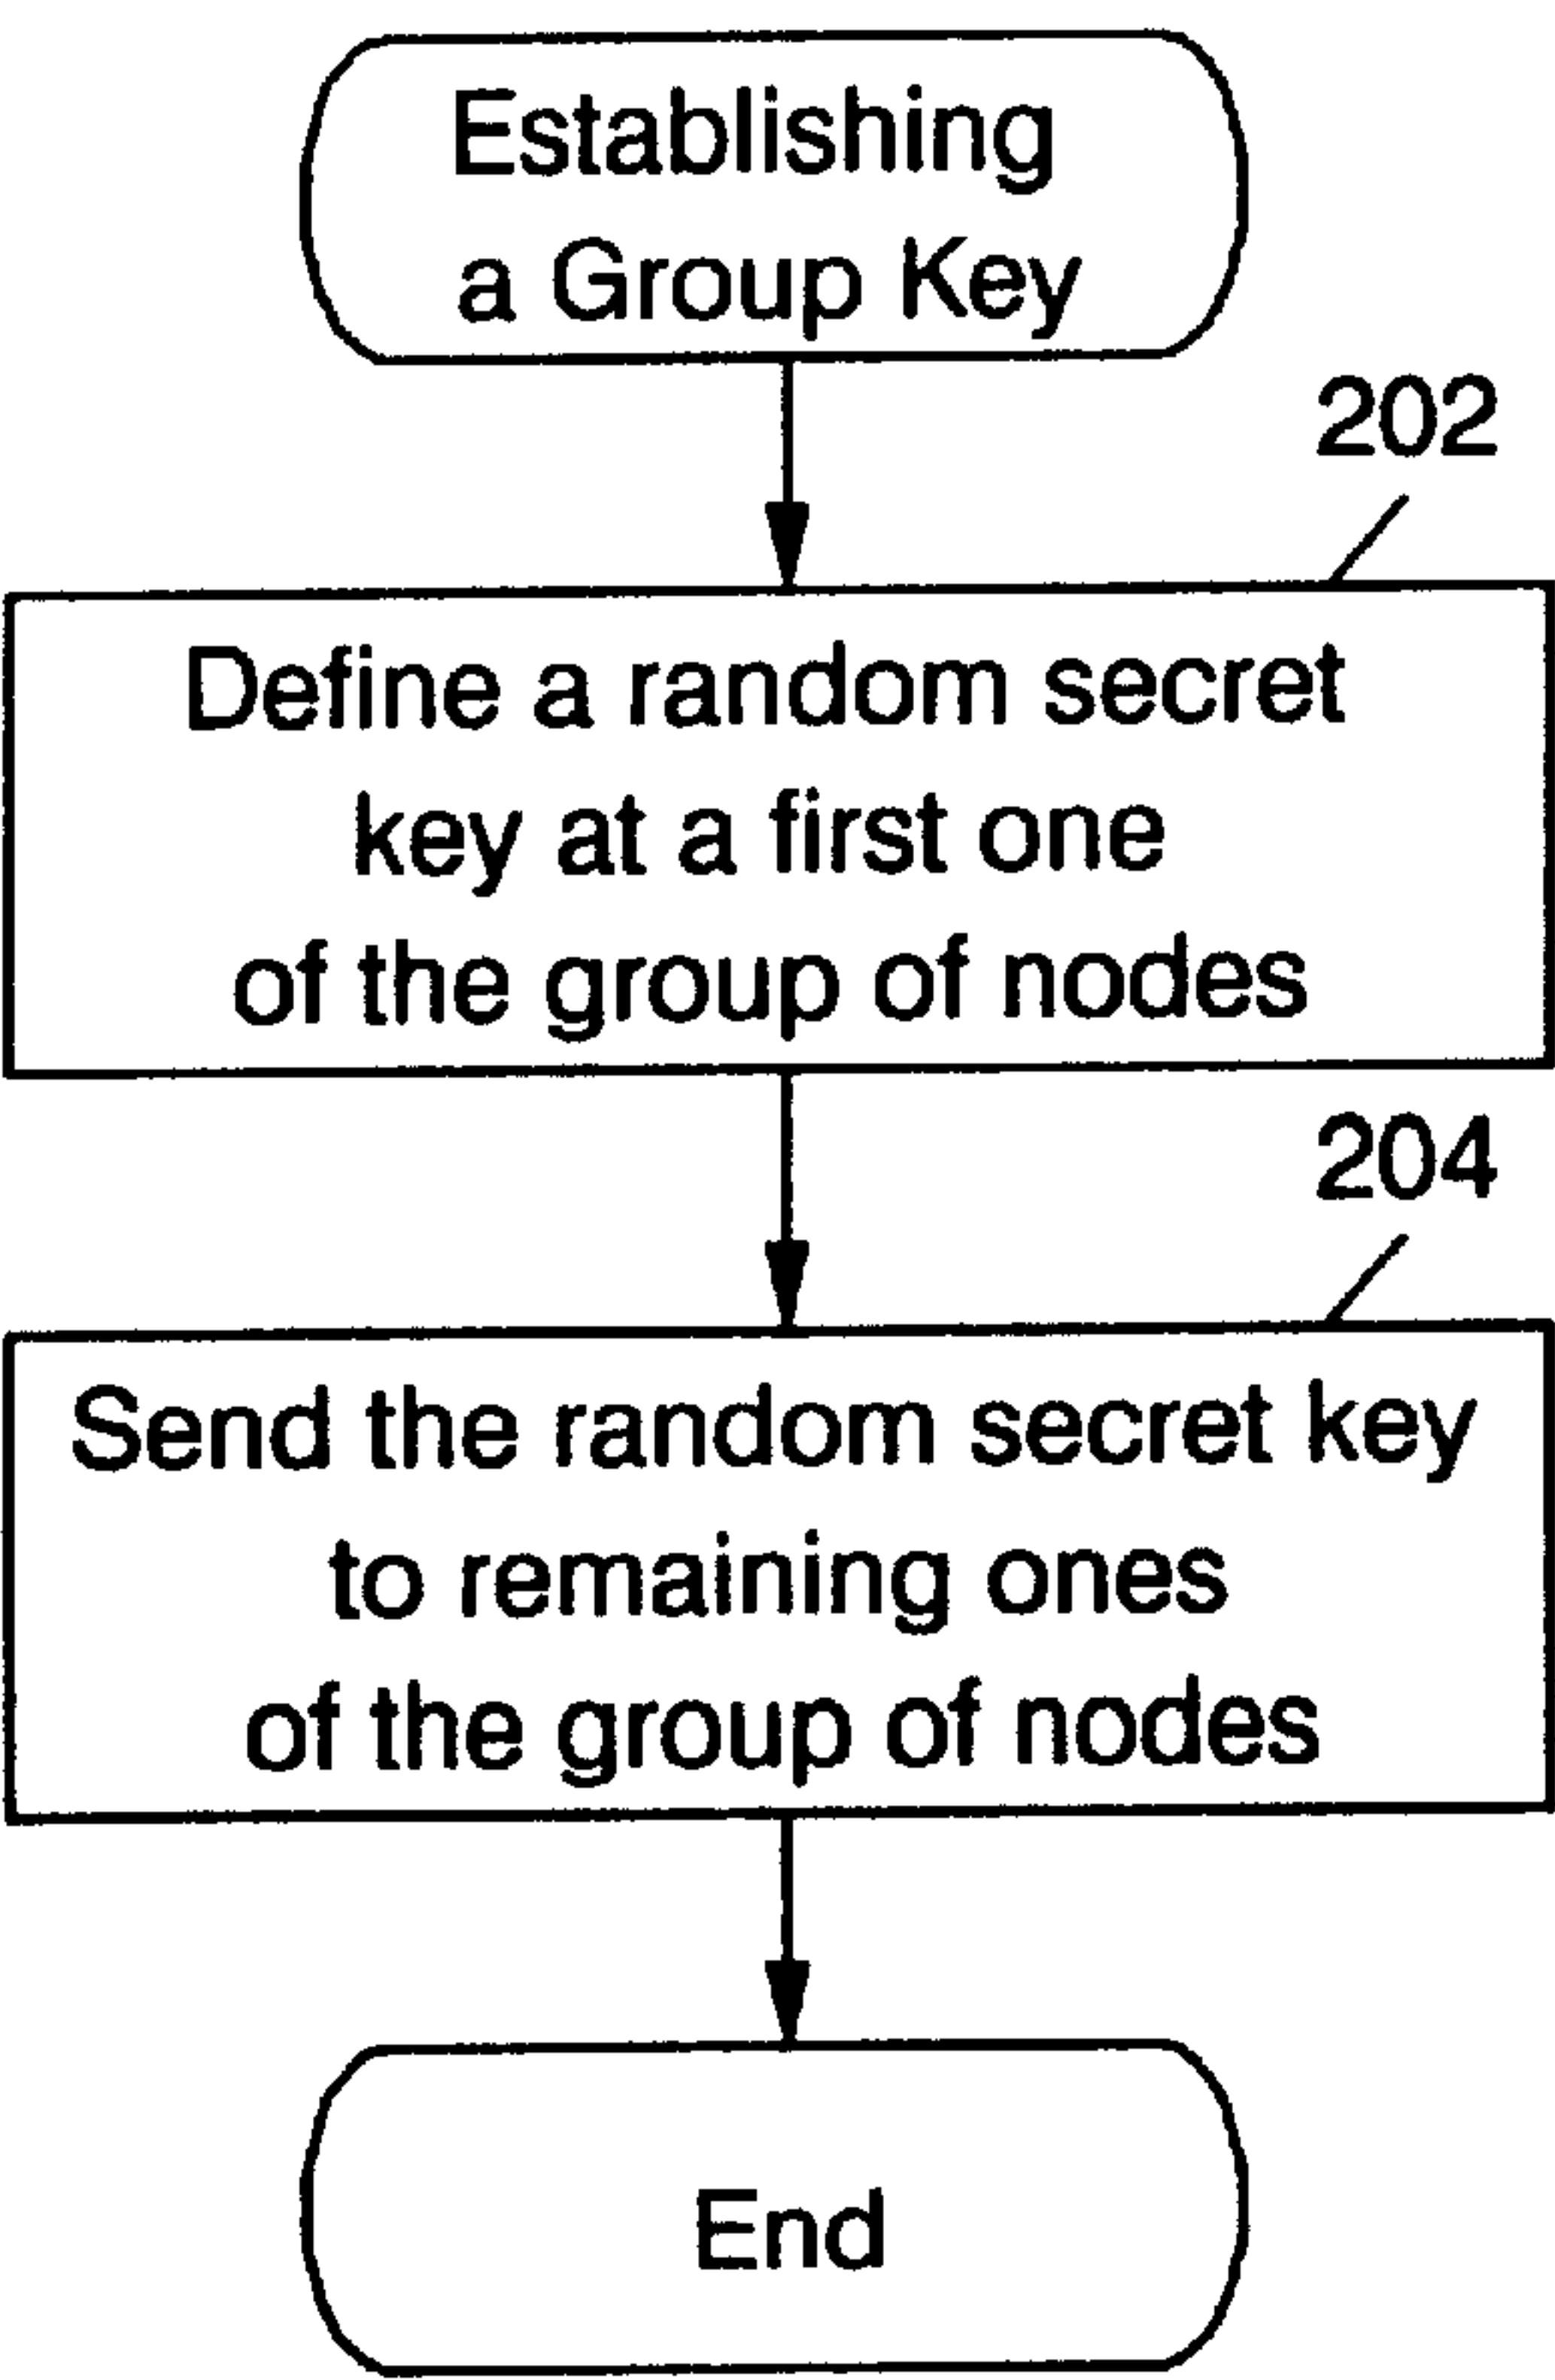 Establishing
a Group Key
202
Define a random secret
key at a first one
of the group of nodes
204
Send the random secret key
to remaining ones
of the group of nodes
End